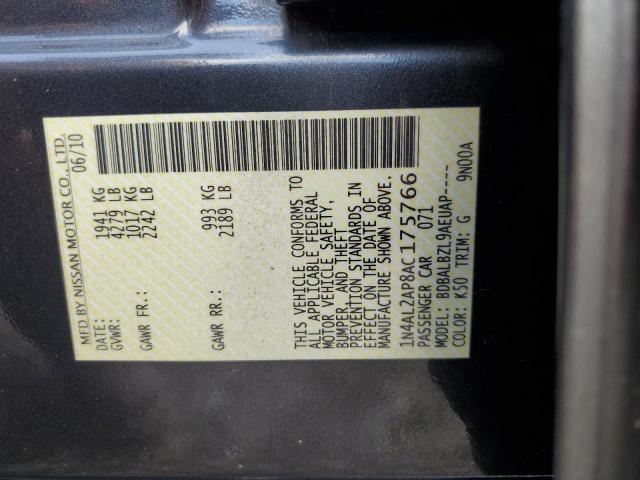 MFD BY NISSAN MOTOR CO., LTD.
DATE: 06/10
GVWR: 1941 KG
4279 LB
GAWR FR.: 1017 KG
2242 LB
GAWR RR.: 993 KG
2189 LB
THIS VEHICLE CONFORMS TO
ALL APPLICABLE FEDERAL
MOTOR VEHICLE SAFETY,
BUMPER, AND THEFT
PREVENTION STANDARDS IN
EFFECT ON THE DATE OF
MANUFACTURE SHOWN ABOVE.
1N4AL2AP8AC175766
PASSENGER CAR 071
MODEL: BDBALBZL9AEUAP----
COLOR: K50 TRIM: G 9N00A